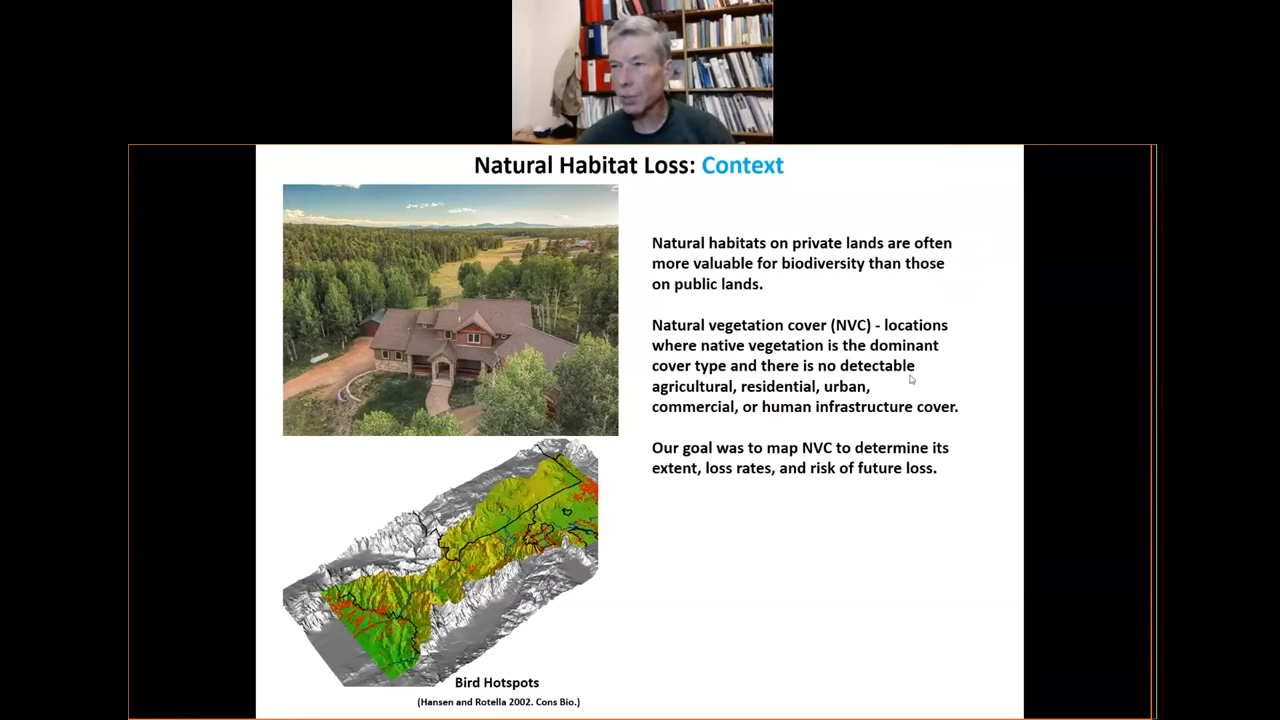 Natural Habitat Loss: Context
Natural habitats on private lands are often
more valuable for biodiversity than those
on public lands.
Natural vegetation cover (NVC) - locations
where native vegetation is the dominant
cover type and there is no detectable
agricultural, residential, urban,
commercial, or human infrastructure cover.
Our goal was to map NVC to determine its
extent, loss rates, and risk of future loss.
Bird Hotspots
(Hansen and Rotella 2002. Cons Bio.)